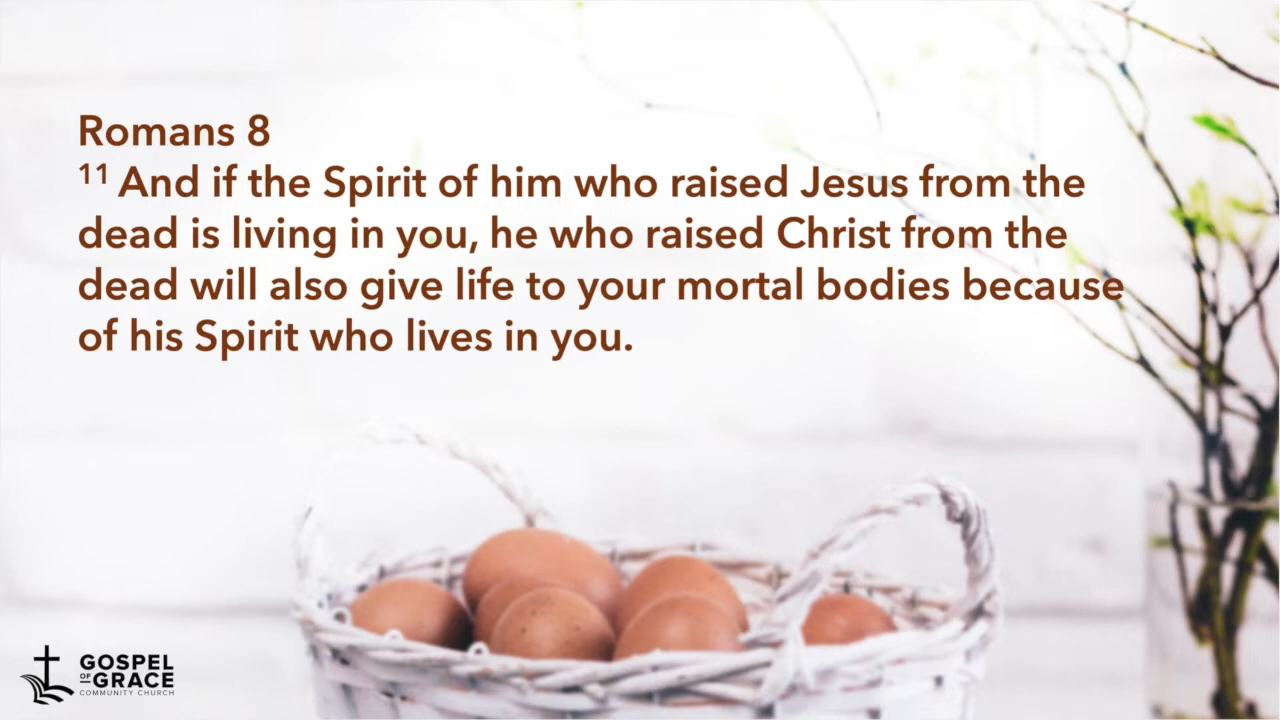 Romans 8
11 And if the Spirit of him who raised Jesus from the
dead is living in you, he who raised Christ from the
dead will also give life to your mortal bodies because
of his Spirit who lives in you.
GOSPEL
OF GRACE
COMMUNITY CHURCH